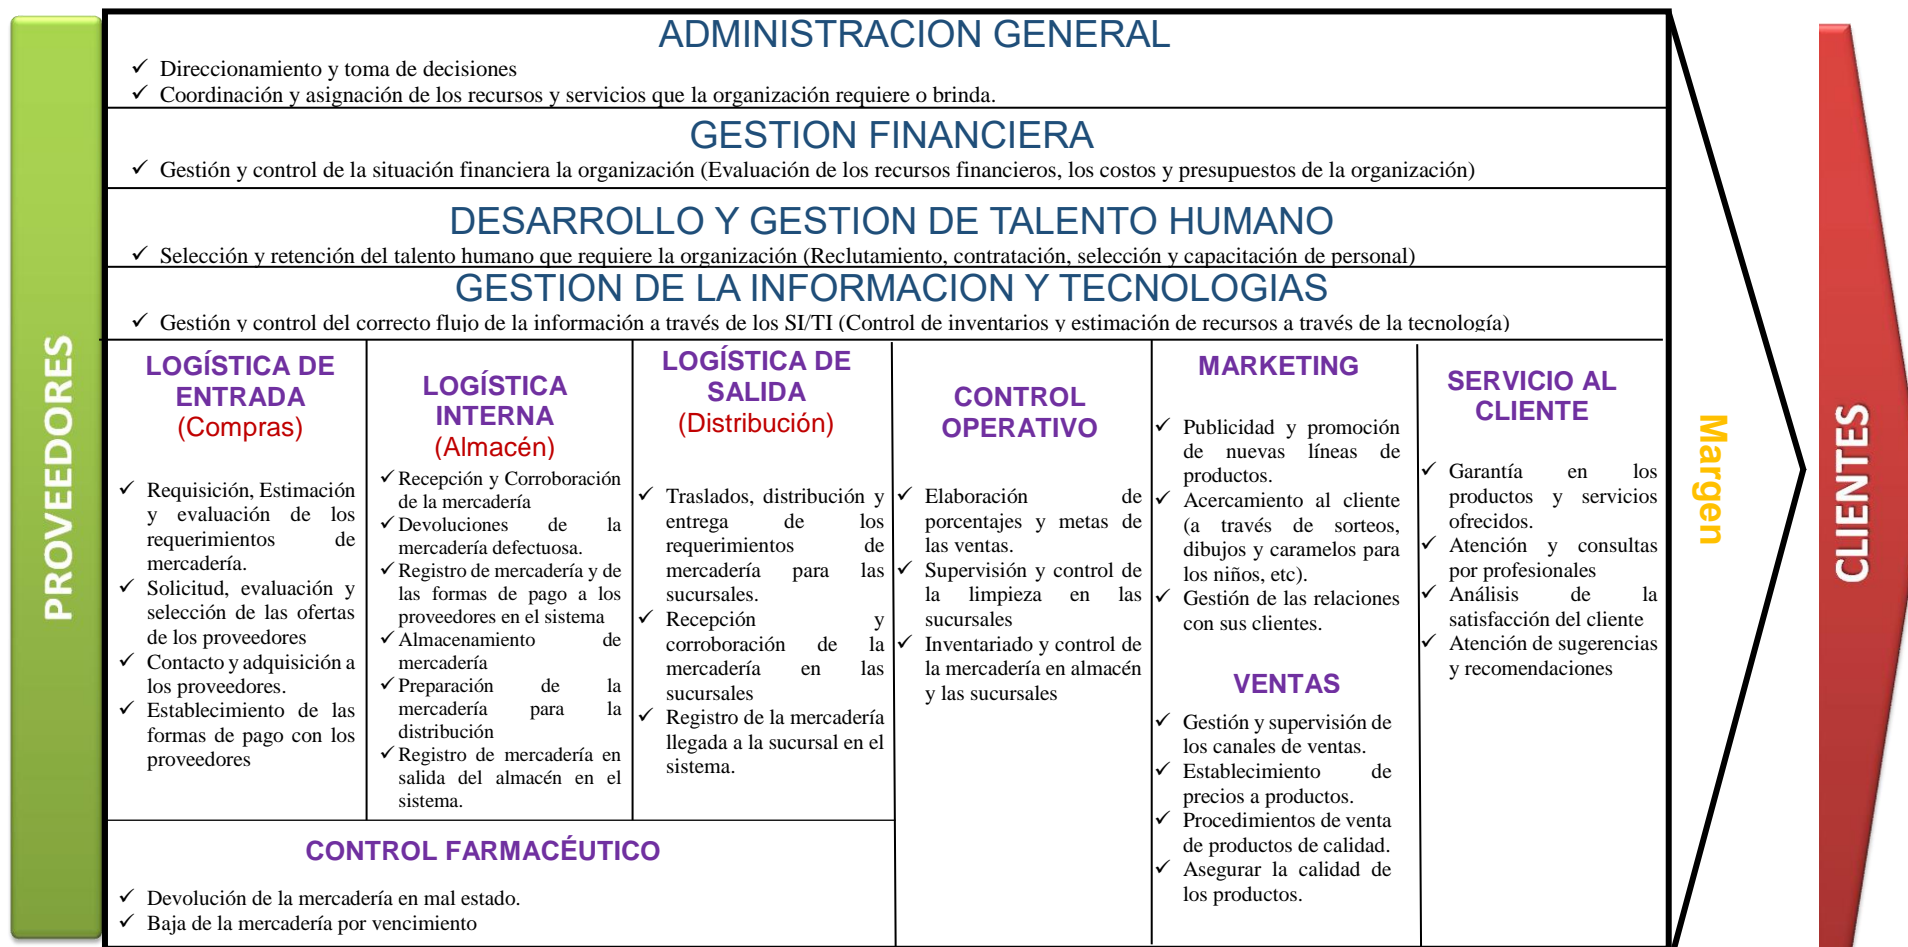 PROVEEDORES
ADMINISTRACION GENERAL
✓ Direccionamiento y toma de decisiones
✓ Coordinación y asignación de los recursos y servicios que la organización requiere o brinda.
GESTION FINANCIERA
✓ Gestión y control de la situación financiera la organización (Evaluación de los recursos financieros, los costos y presupuestos de la organización)
DESARROLLO Y GESTION DE TALENTO HUMANO
✓ Selección y retención del talento humano que requiere la organización (Reclutamiento, contratación, selección y capacitación de personal)
GESTION DE LA INFORMACION Y TECNOLOGIAS
✓ Gestión y control del correcto flujo de la información a través de los SI/TI (Control de inventarios y estimación de recursos a través de la tecnología)
LOGÍSTICA DE
ENTRADA
(Compras)
✓ Requisición, Estimación
y evaluación de los
requerimientos de
mercadería.
✓ Solicitud, evaluación y
selección de las ofertas
de los proveedores
✓ Contacto y adquisición a
los proveedores.
✓ Establecimiento de las
formas de pago con los
proveedores
LOGÍSTICA
INTERNA
(Almacén)
✓ Recepción y Corroboración
de la mercadería
✓ Devoluciones de la
mercadería defectuosa.
✓ Registro de mercadería y de
las formas de pago a los
proveedores en el sistema
✓ Almacenamiento de
mercadería
✓ Preparación de la
mercadería para la
distribución
✓ Registro de mercadería en
salida del almacén en el
sistema.
LOGÍSTICA DE
SALIDA
(Distribución)
✓ Traslados, distribución y
entrega de los
requerimientos de
mercadería para las
sucursales.
✓ Recepción y
corroboración de la
mercadería en las
sucursales
✓ Registro de la mercadería
llegada a la sucursal en el
sistema.
CONTROL FARMACÉUTICO
✓ Devolución de la mercadería en mal estado.
✓ Baja de la mercadería por vencimiento
CONTROL
OPERATIVO
✓ Elaboración de
porcentajes y metas de
las ventas.
✓ Supervisión y control de
la limpieza en las
sucursales
✓ Inventariado y control de
la mercadería en almacén
y las sucursales
MARKETING
✓ Publicidad y promoción
de nuevas líneas de
productos.
✓ Acercamiento al cliente
(a través de sorteos,
dibujos y caramelos para
los niños, etc).
✓ Gestión de las relaciones
con sus clientes.
VENTAS
✓ Gestión y supervisión de
los canales de ventas.
✓ Establecimiento de
precios a productos.
✓ Procedimientos de venta
de productos de calidad.
✓ Asegurar la calidad de
los productos.
SERVICIO AL
CLIENTE
✓ Garantía en los
productos y servicios
ofrecidos.
✓ Atención y consultas
por profesionales
✓ Análisis de la
satisfacción del cliente
✓ Atención de sugerencias
y recomendaciones
Margen
CLIENTES